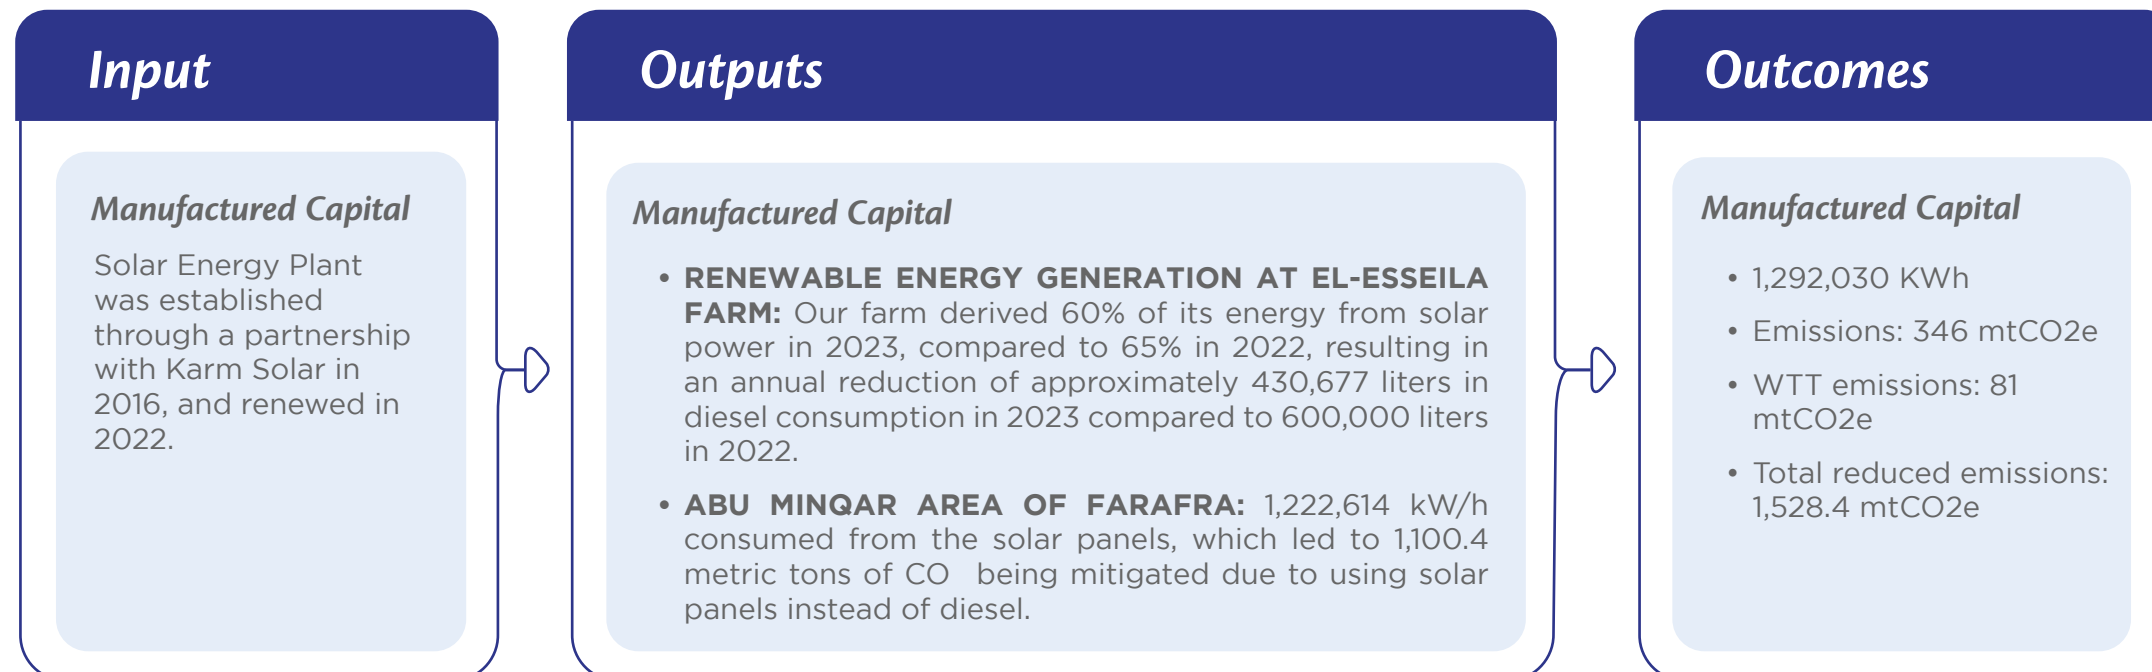 Input
Manufactured Capital
Solar Energy Plant
was established
through a partnership
with Karm Solar in
2016, and renewed in
2022.
Outputs
Manufactured Capital
• RENEWABLE ENERGY GENERATION AT EL-ESSEILA
FARM: Our farm derived 60% of its energy from solar
power in 2023, compared to 65% in 2022, resulting in
an annual reduction of approximately 430,677 liters in
diesel consumption in 2023 compared to 600,000 liters
in 2022.
• ABU MINQAR AREA OF FARAFRA: 1,222,614 kW/h
consumed from the solar panels, which led to 1,100.4
metric tons of CO being mitigated due to using solar
panels instead of diesel.
Outcomes
Manufactured Capital
• 1,292,030 KWh
• Emissions: 346 mtCO2e
• WTT emissions: 81
mtCO2e
• Total reduced emissions:
1,528.4 mtCO2e